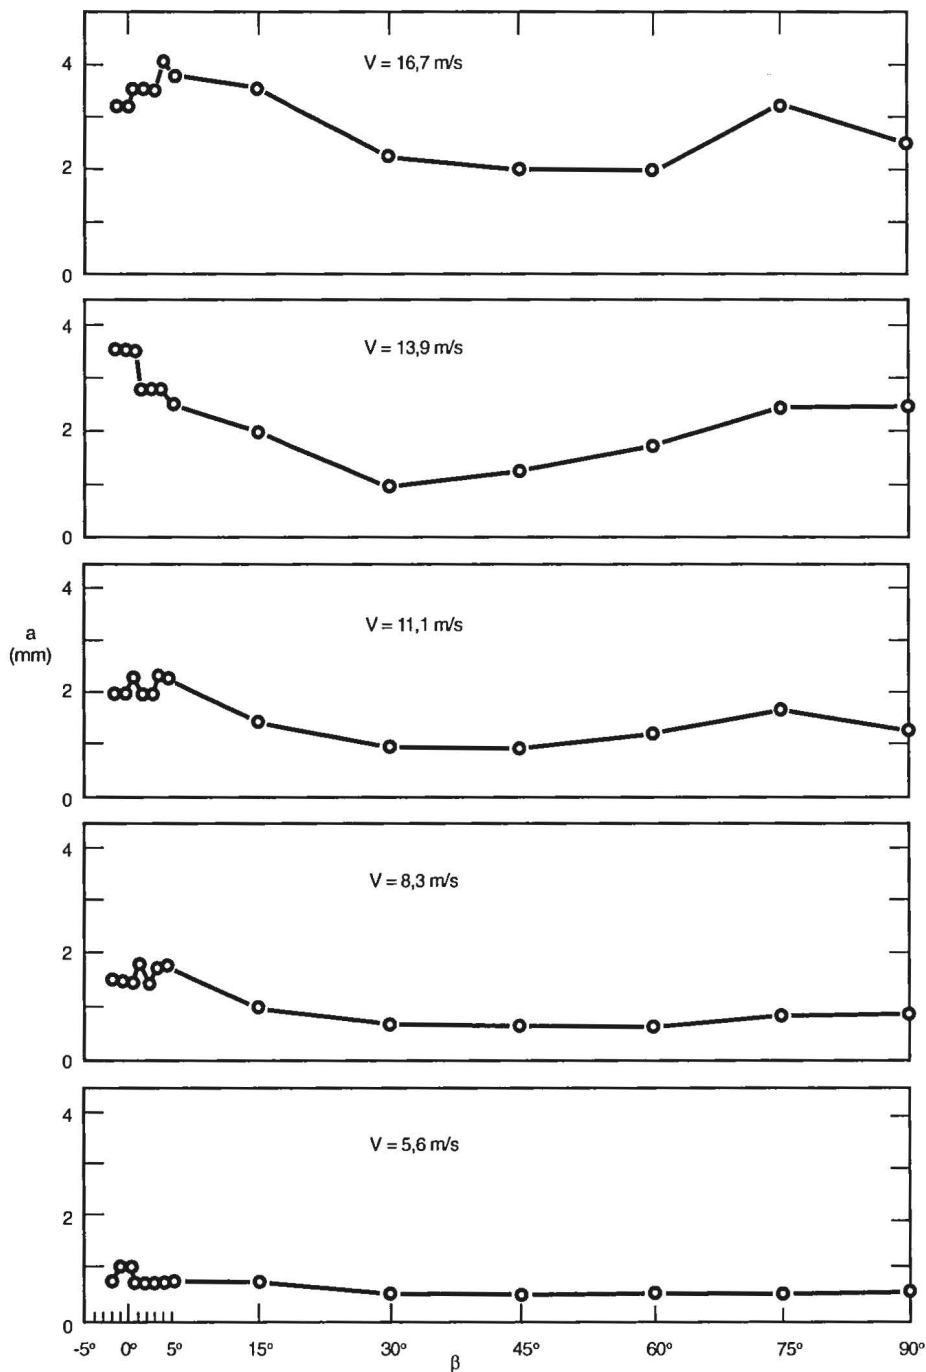 4
V = 16,7 m/s
2
0
4
V = 13,9 m/s
2
0
4
V = 11,1 m/s
a
(mm)
2
0
4
V = 8,3 m/s
2
0
4
V = 5,6 m/s
2
0
-5° 0° 5° 15° 30° 45° 60° 75° 90°
β